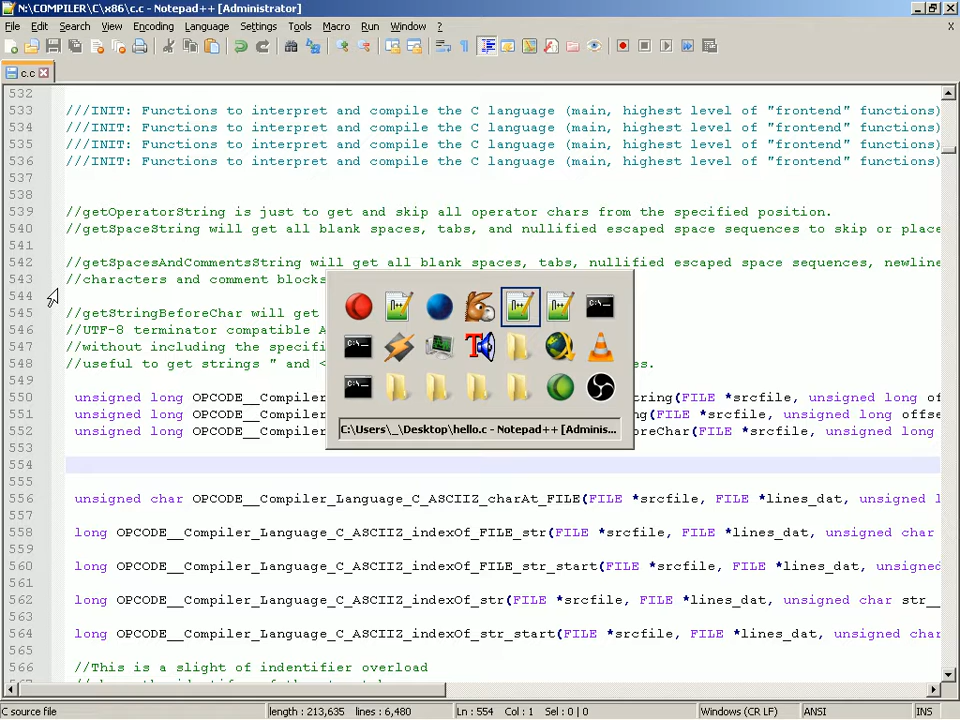 N:\COMPILER\C\x86\c.c - Notepad++ [Administrator]
File Edit Search View Encoding Language Settings Tools Macro Run Window ? X
c.c
532
533 ///INIT: Functions to interpret and compile the C language (main, highest level of "frontend" functions)
534 ///INIT: Functions to interpret and compile the C language (main, highest level of "frontend" functions)
535 ///INIT: Functions to interpret and compile the C language (main, highest level of "frontend" functions)
536 ///INIT: Functions to interpret and compile the C language (main, highest level of "frontend" functions)
537
538
539 //getOperatorString is just to get and skip all operator chars from the specified position.
540 //getSpaceString will get all blank spaces, tabs, and nullified escaped space sequences to skip or place
541
542 //getSpacesAndCommentsString will get all blank spaces, tabs, nullified escaped space sequences, newline
543 //characters and comment blocks
544
545 //getStringBeforeChar will get
546 //UTF-8 terminator compatible A
547 //without including the specifi
548 //useful to get strings " and < es.
549
550 unsigned long OPCODE__Compiler tring(FILE *srcfile, unsigned long offs
551 unsigned long OPCODE__Compiler ng(FILE *srcfile, unsigned long offset
552 unsigned long OPCODE__Compiler oreChar(FILE *srcfile, unsigned long
553
554
555
556 unsigned char OPCODE__Compiler_Language_C_ASCIIZ_charAt_FILE(FILE *srcfile, FILE *lines_dat, unsigned l
557
558 long OPCODE__Compiler_Language_C_ASCIIZ_indexOf_FILE_str(FILE *srcfile, FILE *lines_dat, unsigned char
559
560 long OPCODE__Compiler_Language_C_ASCIIZ_indexOf_FILE_str_start(FILE *srcfile, FILE *lines_dat, unsigned
561
562 long OPCODE__Compiler_Language_C_ASCIIZ_indexOf_str(FILE *srcfile, FILE *lines_dat, unsigned char str__
563
564 long OPCODE__Compiler_Language_C_ASCIIZ_indexOf_str_start(FILE *srcfile, FILE *lines_dat, unsigned char
565
566 //This is a slight of indentifier overload
567
C:\Users\_\Desktop\hello.c - Notepad++ [Adminis...
C source file length : 213,635 lines : 6,480 Ln : 554 Col : 1 Sel : 0 | 0 Windows (CR LF) ANSI INS